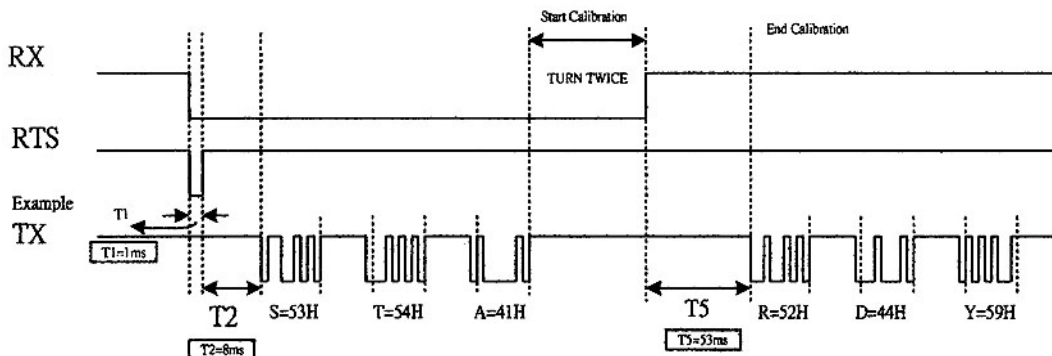 Start Calibration
End Calibration
RX
TURN TWICE
RTS
Example
T1
TX
T1=1ms
T2
S=53H
T=54H
A=41H
T5
R=52H
D=44H
Y=59H
T2=8ms
T5=53ms